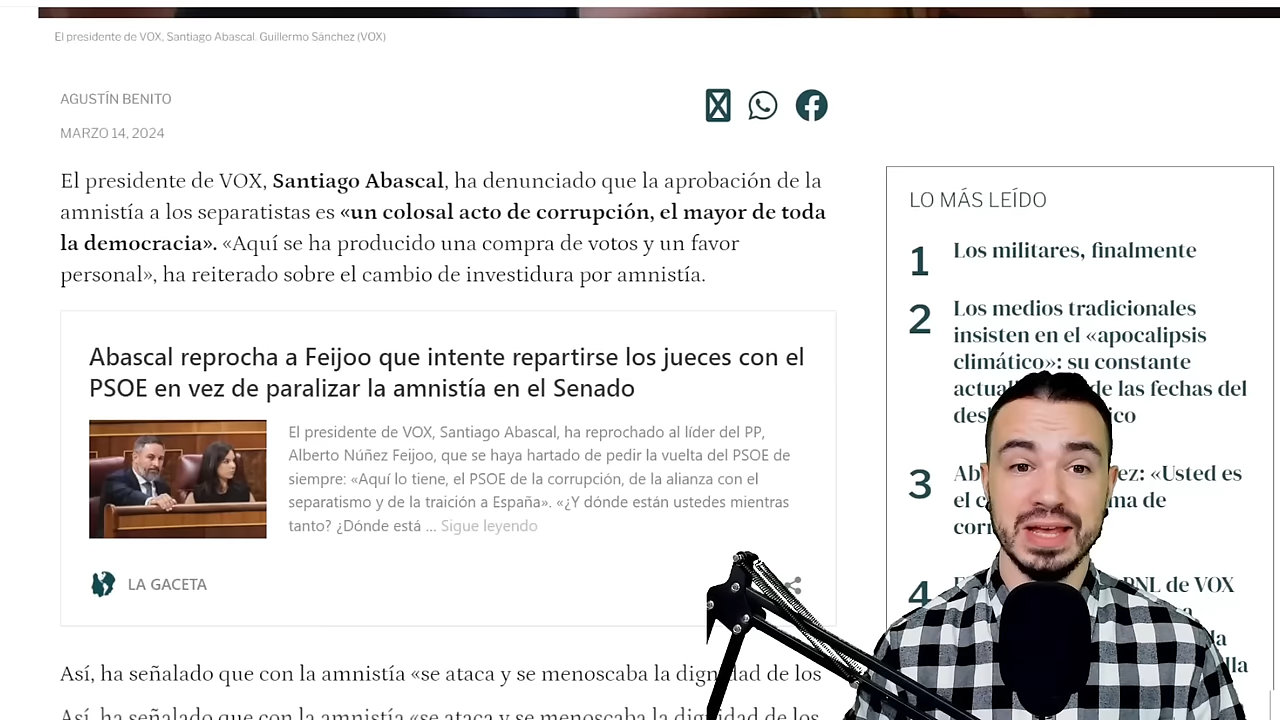 El presidente de VOX, Santiago Abascal. Guillermo Sánchez (VOX)
AGUSTÍN BENITO
MARZO 14, 2024
El presidente de VOX, Santiago Abascal, ha denunciado que la aprobación de la
amnistía a los separatistas es «un colosal acto de corrupción, el mayor de toda
la democracia». «Aquí se ha producido una compra de votos y un favor
personal», ha reiterado sobre el cambio de investidura por amnistía.
Abascal reprocha a Feijoo que intente repartirse los jueces con el
PSOE en vez de paralizar la amnistía en el Senado
El presidente de VOX, Santiago Abascal, ha reprochado al líder del PP,
Alberto Núñez Feijoo, que se haya hartado de pedir la vuelta del PSOE de
siempre: «Aquí lo tiene, el PSOE de la corrupción, de la alianza con el
separatismo y de la traición a España». «¿Y dónde están ustedes mientras
tanto? ¿Dónde está ... Sigue leyendo
LA GACETA
Así, ha señalado que con la amnistía «se ataca y se menoscaba la dignidad de los
Así, ha señalado que con la amnistía «se ataca y se menoscaba la dignidad de los
LO MÁS LEÍDO
1 Los militares, finalmente
2 Los medios tradicionales
insisten en el «apocalipsis
climático»: su constante
de las fechas del
3
«Usted es
el
de
4
PNL de VOX